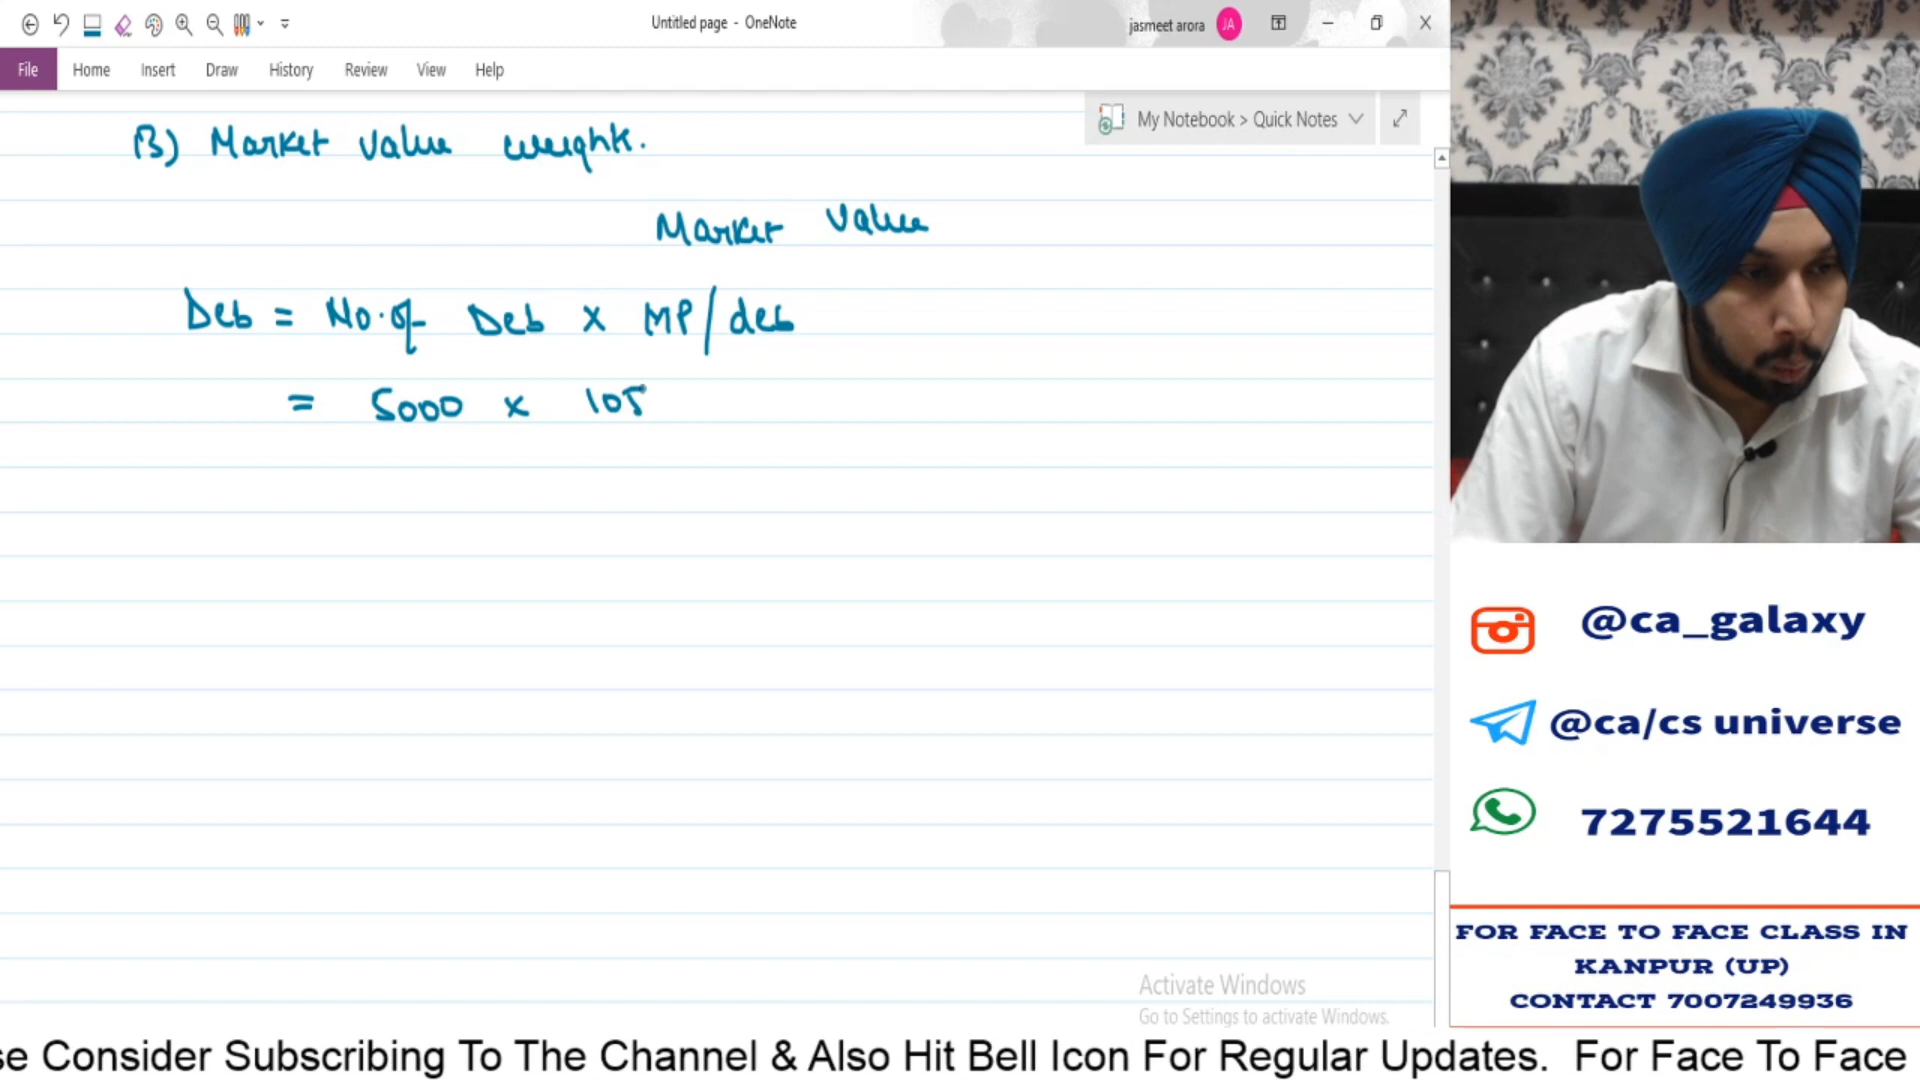 Untitled page - OneNote
jasmeet arora
JA
File Home Insert Draw History Review View Help
My Notebook > Quick Notes
B) Market Value weights.
Market Value
Deb = No. of Deb x MP/deb
= 5000 x 105
@ca_galaxy
@ca/cs universe
7275521644
FOR FACE TO FACE CLASS IN
KANPUR (UP)
CONTACT 7007249936
Activate Windows
Go to Settings to activate Windows.
se Consider Subscribing To The Channel & Also Hit Bell Icon For Regular Updates. For Face To Face